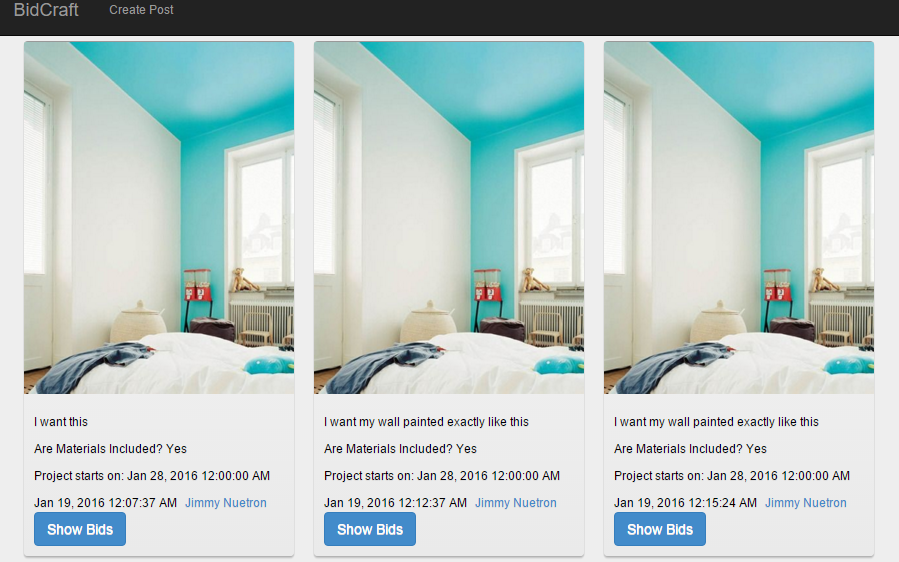 BidCraft Create Post
I want this
Are Materials Included? Yes
Project starts on: Jan 28, 2016 12:00:00 AM
Jan 19, 2016 12:07:37 AM Jimmy Nuetron
Show Bids
I want my wall painted exactly like this
Are Materials Included? Yes
Project starts on: Jan 28, 2016 12:00:00 AM
Jan 19, 2016 12:12:37 AM Jimmy Nuetron
Show Bids
I want my wall painted exactly like this
Are Materials Included? Yes
Project starts on: Jan 28, 2016 12:00:00 AM
Jan 19, 2016 12:15:24 AM Jimmy Nuetron
Show Bids